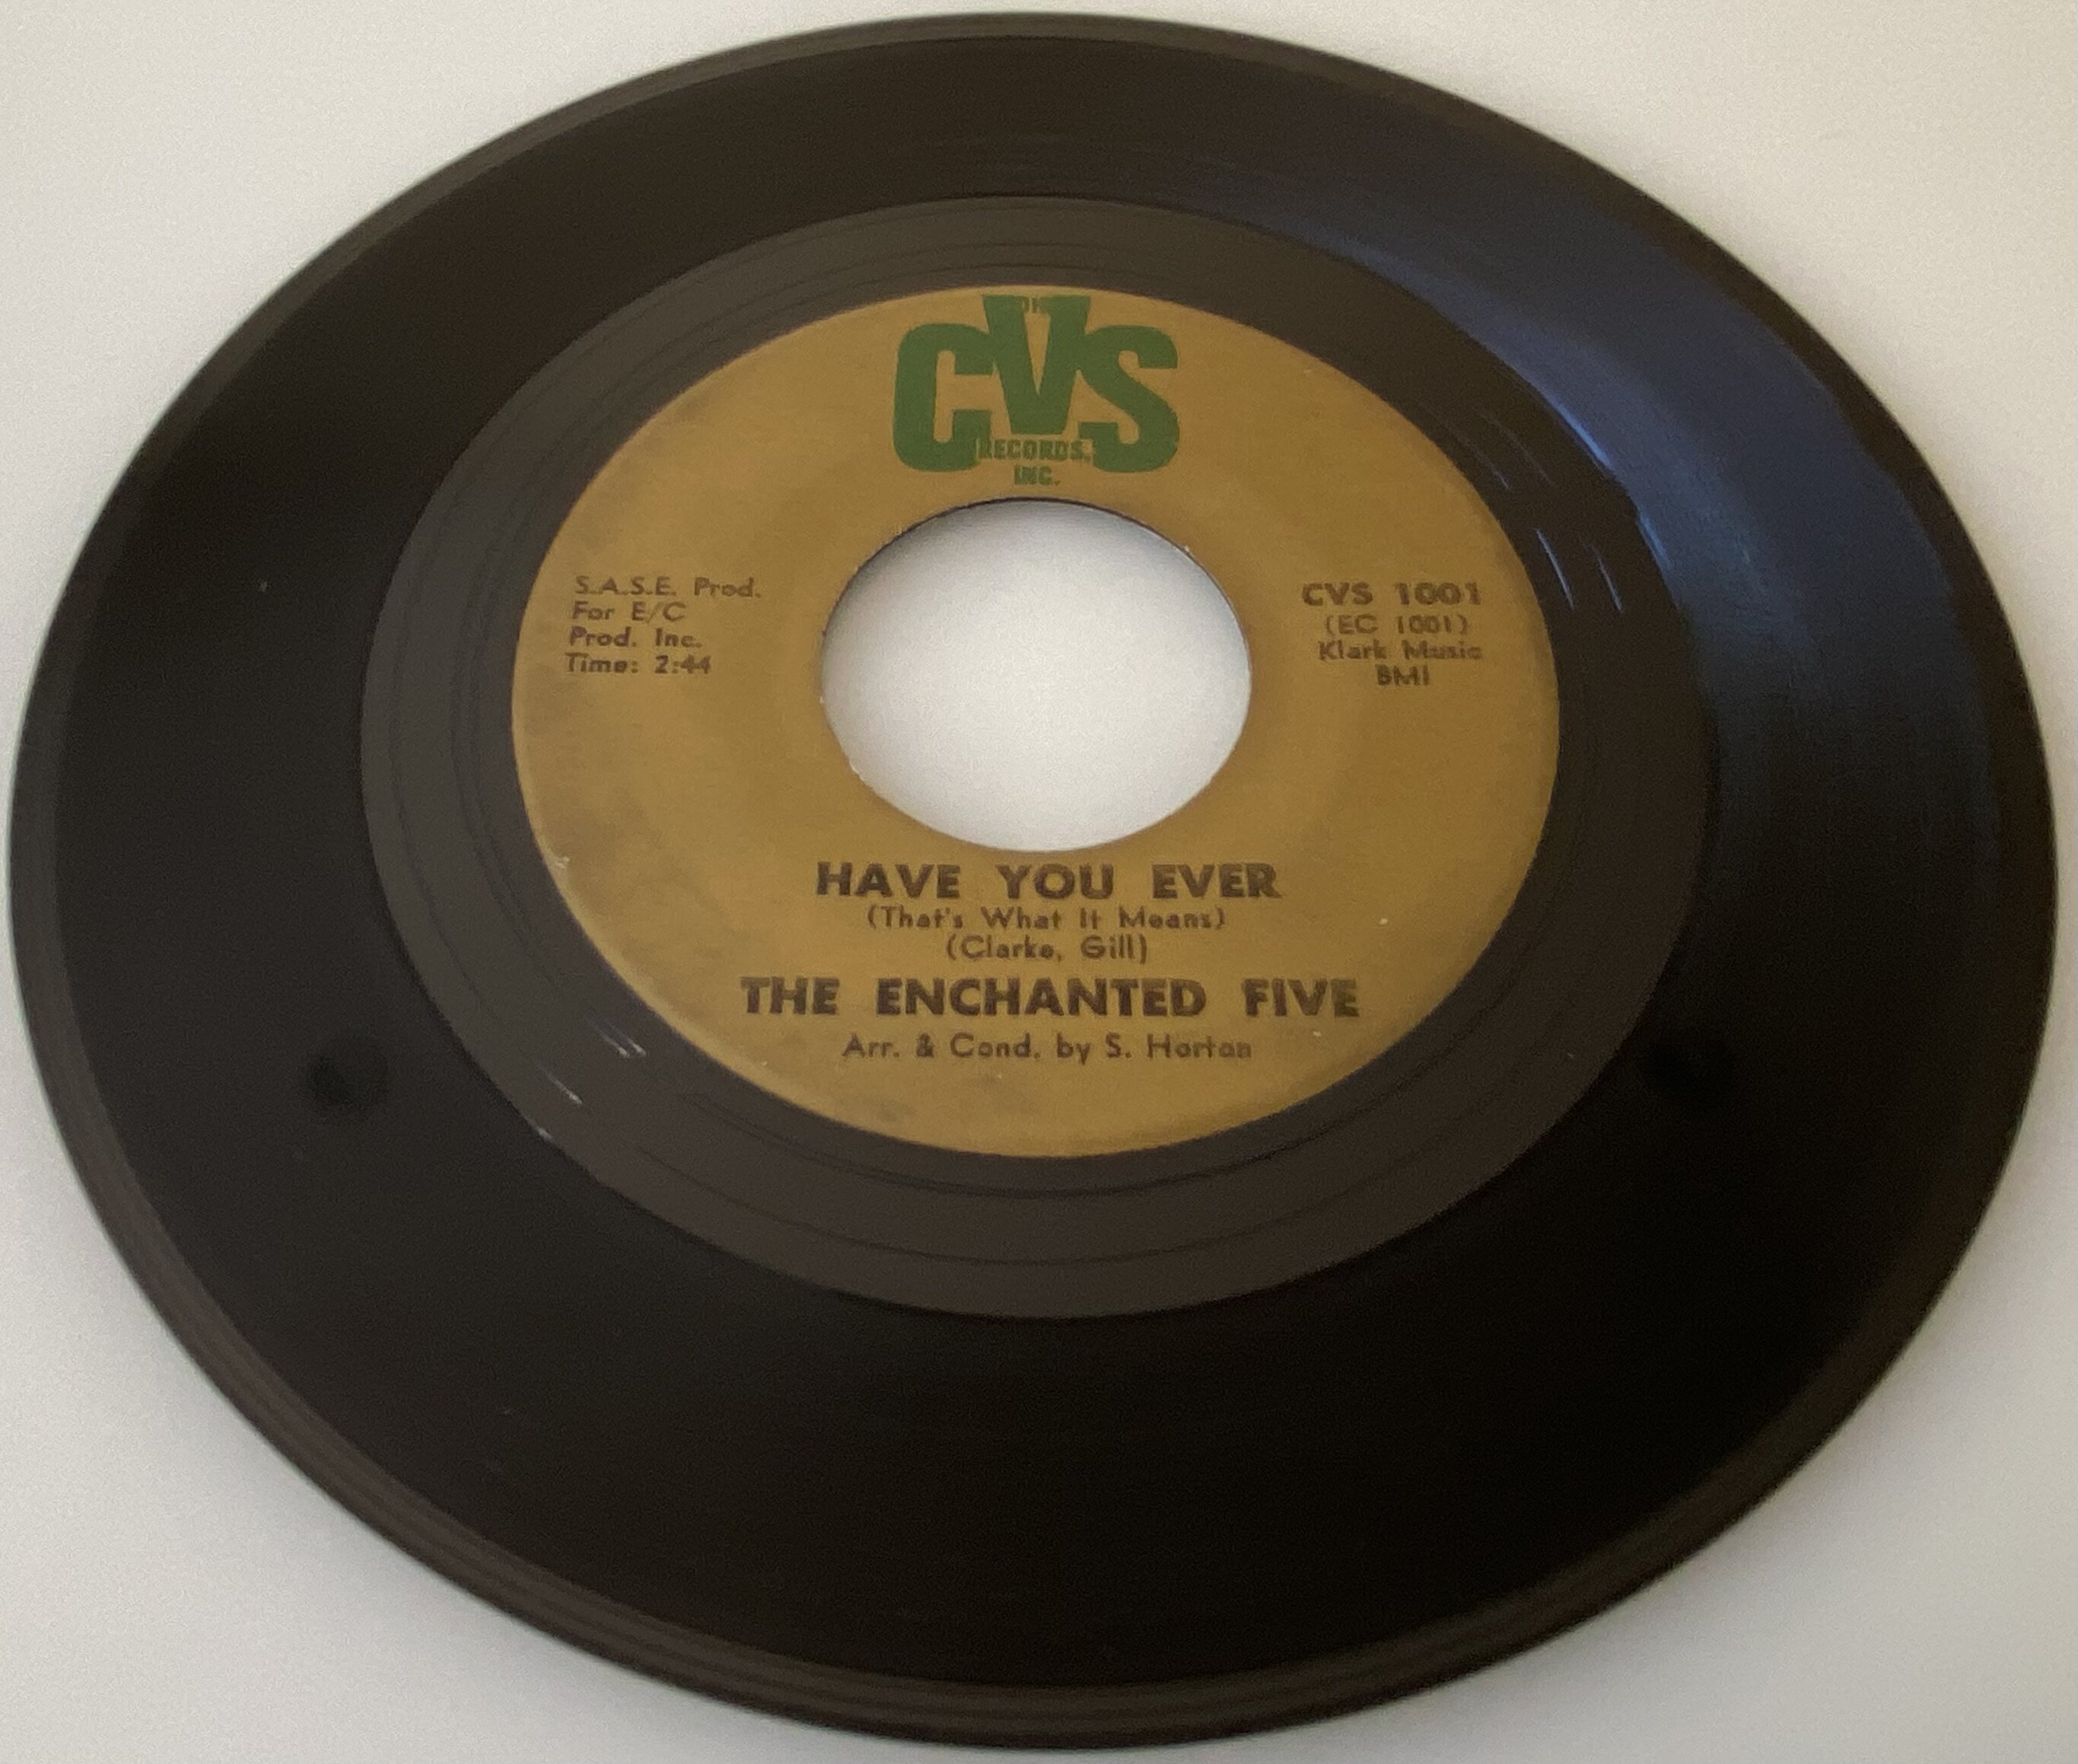 CVS
RECORDS,
INC.
S.A.S.E. Prod.
For E/C
Prod. Inc.
Time: 2:44
CVS 1001
(EC 1001)
Klark Music
BMI
HAVE YOU EVER
(That's What It Means)
(Clarke, Gill)
THE ENCHANTED FIVE
Arr. & Cond. by S. Horton